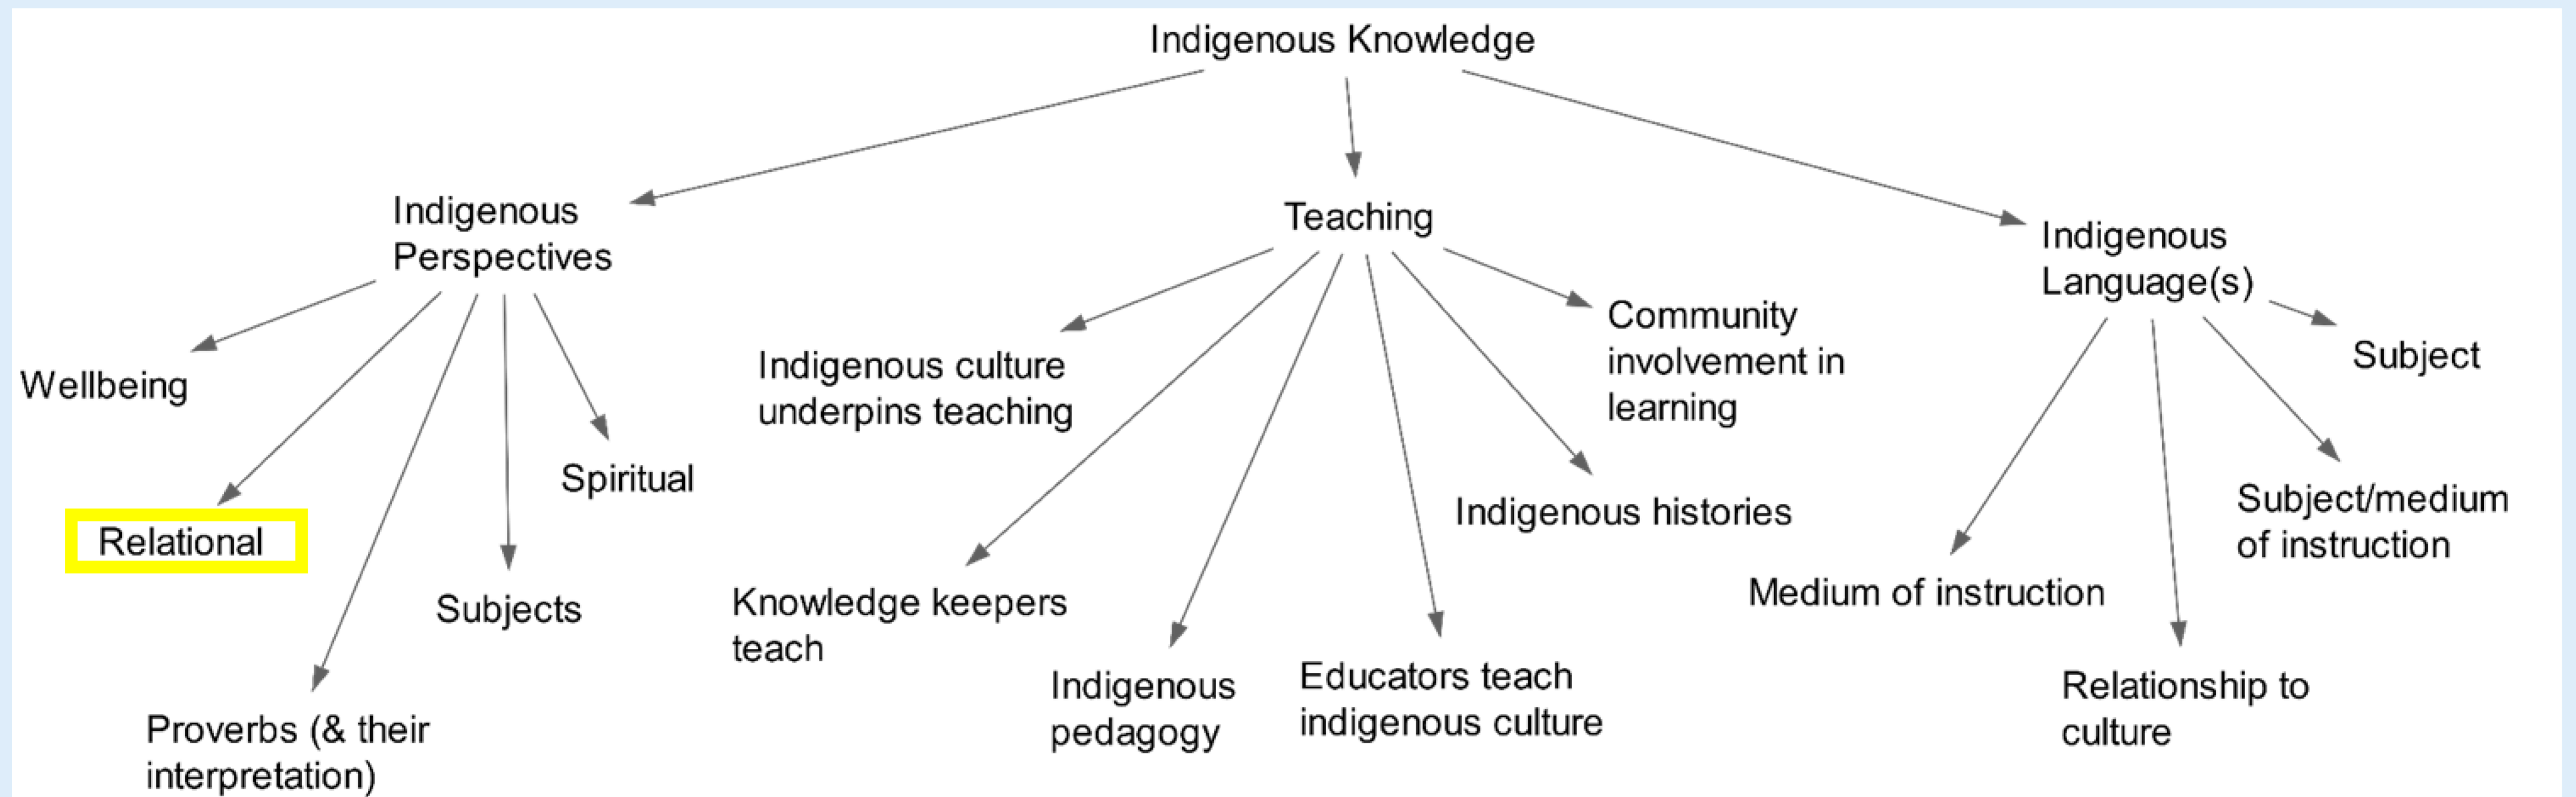 Indigenous Knowledge
Indigenous
Perspectives
Teaching
Indigenous
Language(s)
Wellbeing
Relational
Proverbs (& their
interpretation)
Subjects
Spiritual
Indigenous culture
underpins teaching
Knowledge keepers
teach
Indigenous
pedagogy
Educators teach
indigenous culture
Indigenous histories
Community
involvement in
learning
Medium of instruction
Relationship to
culture
Subject/medium
of instruction
Subject